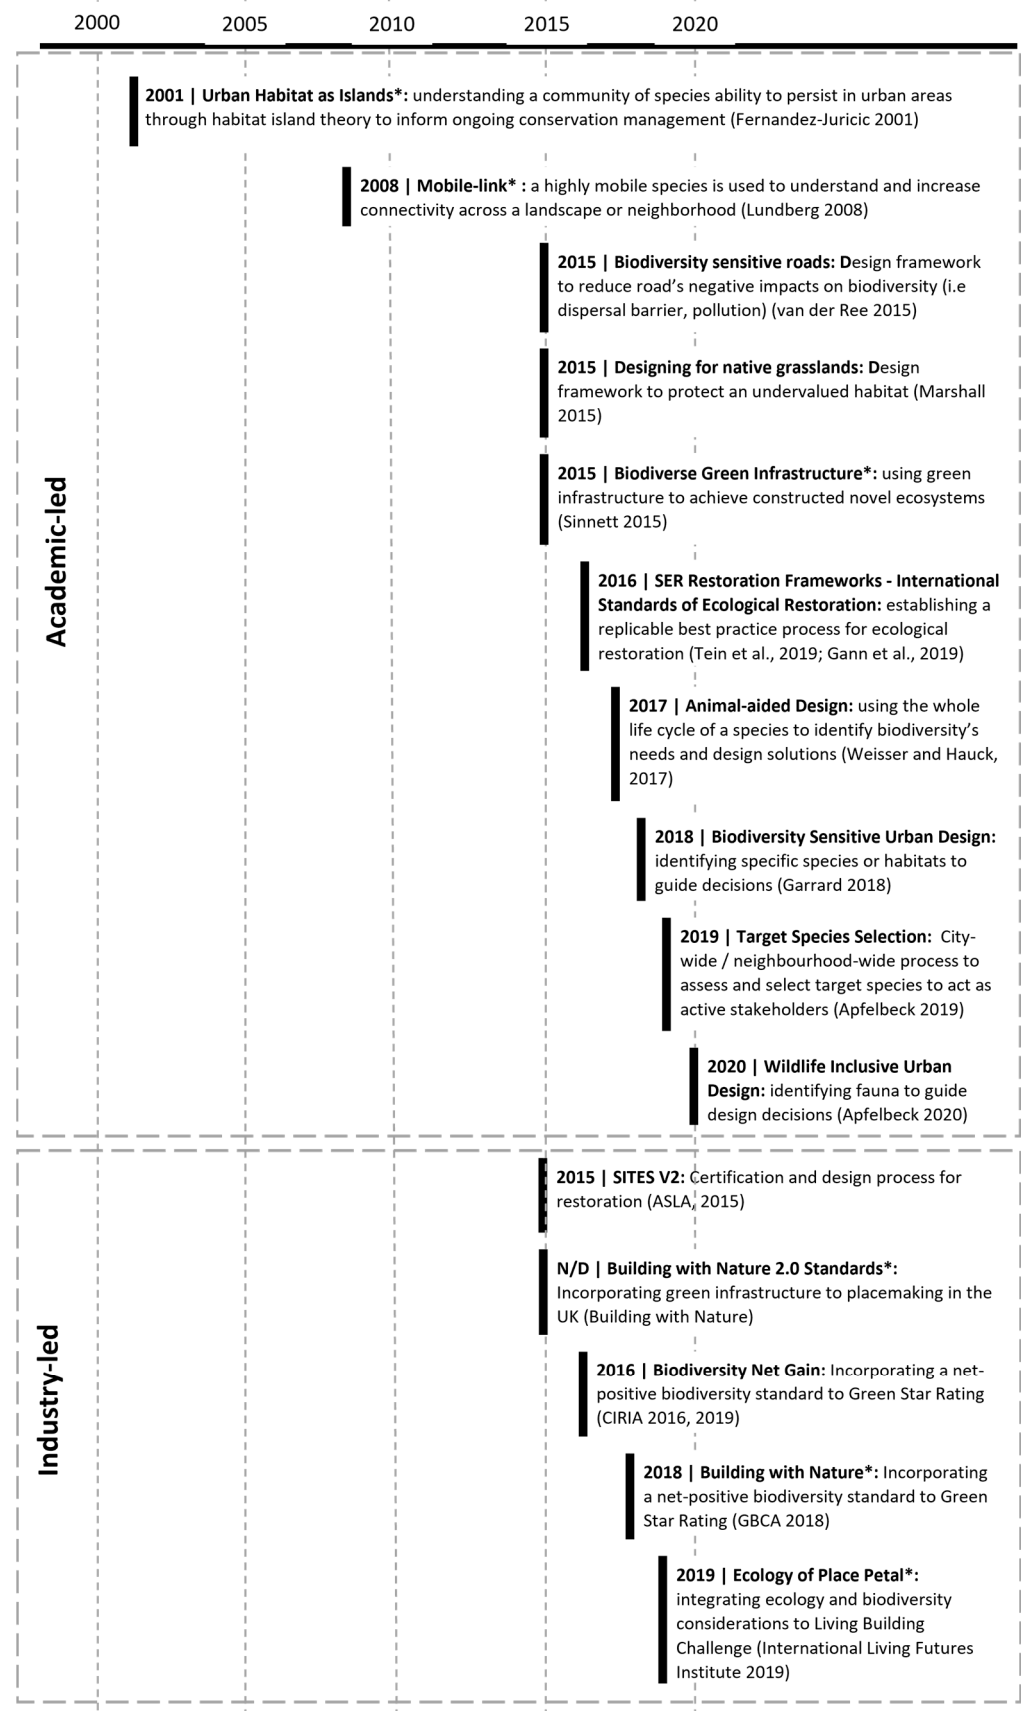 2000 2005 2010 2015 2020
2001 | Urban Habitat as Islands*: understanding a community of species ability to persist in urban areas
through habitat island theory to inform ongoing conservation management (Fernandez-Juricic 2001)
2008 | Mobile-link* : a highly mobile species is used to understand and increase
connectivity across a landscape or neighborhood (Lundberg 2008)
2015 | Biodiversity sensitive roads: Design framework
to reduce road's negative impacts on biodiversity (i.e
dispersal barrier, pollution) (van der Ree 2015)
2015 | Designing for native grasslands: Design
framework to protect an undervalued habitat (Marshall
2015)
2015 | Biodiverse Green Infrastructure*: using green
infrastructure to achieve constructed novel ecosystems
(Sinnett 2015)
Academic-led
2016 | SER Restoration Frameworks - International
Standards of Ecological Restoration: establishing a
replicable best practice process for ecological
restoration (Tein et al., 2019; Gann et al., 2019)
2017 | Animal-aided Design: using the whole
life cycle of a species to identify biodiversity's
needs and design solutions (Weisser and Hauck,
2017)
2018 | Biodiversity Sensitive Urban Design:
identifying specific species or habitats to
guide decisions (Garrard 2018)
2019 | Target Species Selection: City-
wide / neighbourhood-wide process to
assess and select target species to act as
active stakeholders (Apfelbeck 2019)
2020 | Wildlife Inclusive Urban
Design: identifying fauna to guide
design decisions (Apfelbeck 2020)
2015 | SITES V2: Certification and design process for
restoration (ASLA, 2015)
N/D | Building with Nature 2.0 Standards*:
Incorporating green infrastructure to placemaking in the
UK (Building with Nature)
Industry-led
2016 | Biodiversity Net Gain: Incorporating a net-
positive biodiversity standard to Green Star Rating
(CIRIA 2016, 2019)
2018 | Building with Nature*: Incorporating
a net-positive biodiversity standard to Green
Star Rating (GBCA 2018)
2019 | Ecology of Place Petal*:
integrating ecology and biodiversity
considerations to Living Building
Challenge (International Living Futures
Institute 2019)